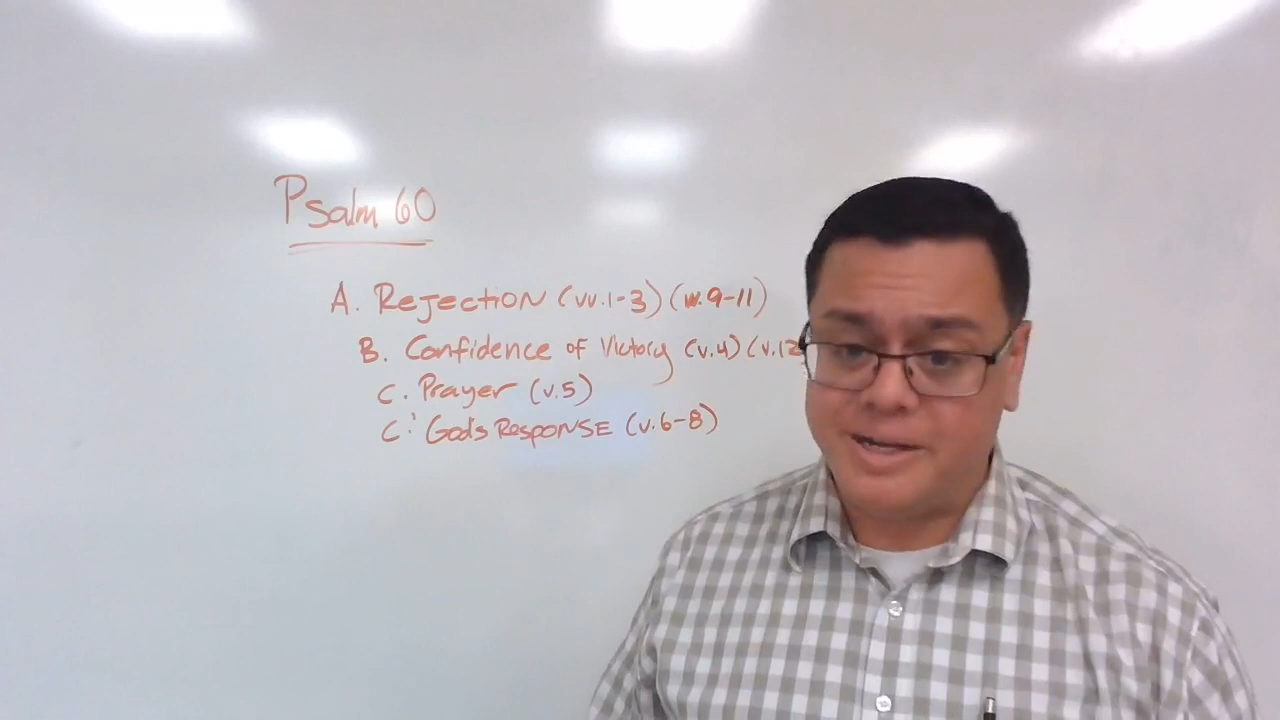 Psalm 60
A. Rejection (vv.1-3) (vv.9-11)
B. Confidence of Victory (v.4) (v.12
C. Prayer (v.5)
C.' God's Response (v.6-8)